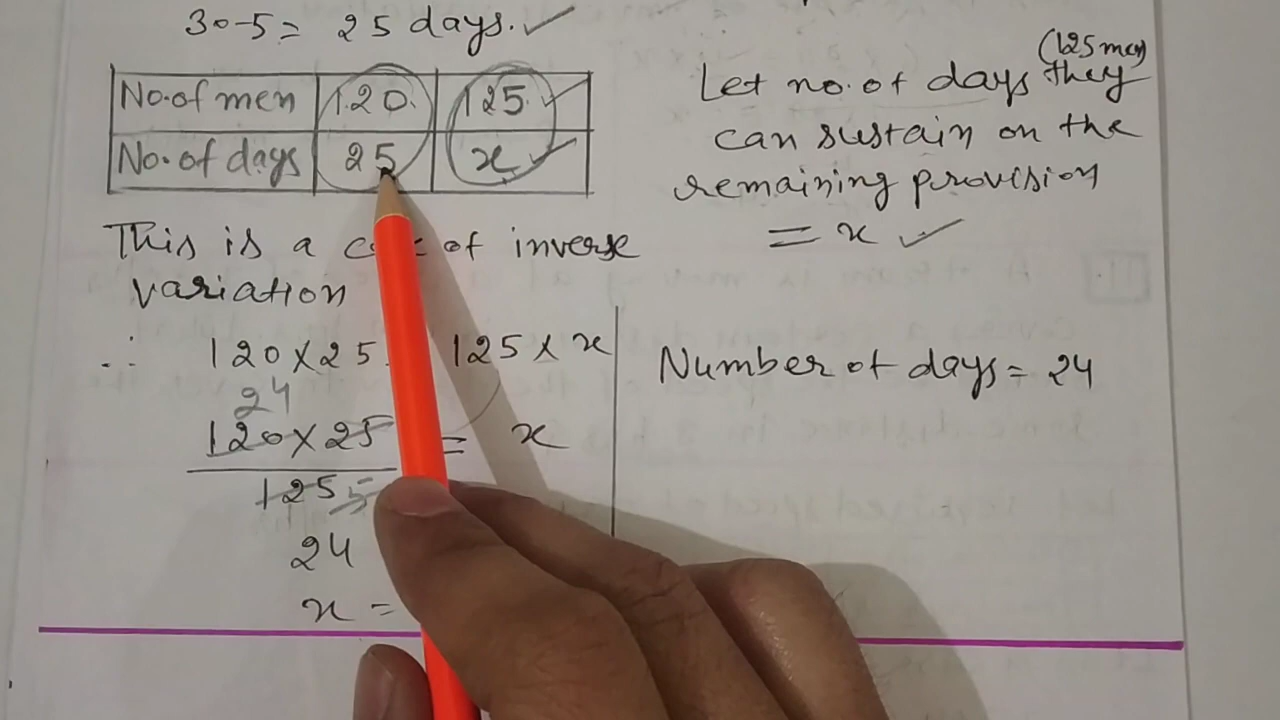 30-5= 25 days.
No. of men 120 125
No. of days 25 x
This is a of inverse
variation
∴ 120×25 125×x
24
120×25 = x
125 5
24
x =
(125 men)
Let no. of days they
can sustain on the
remaining provision
= x
Number of days = 24